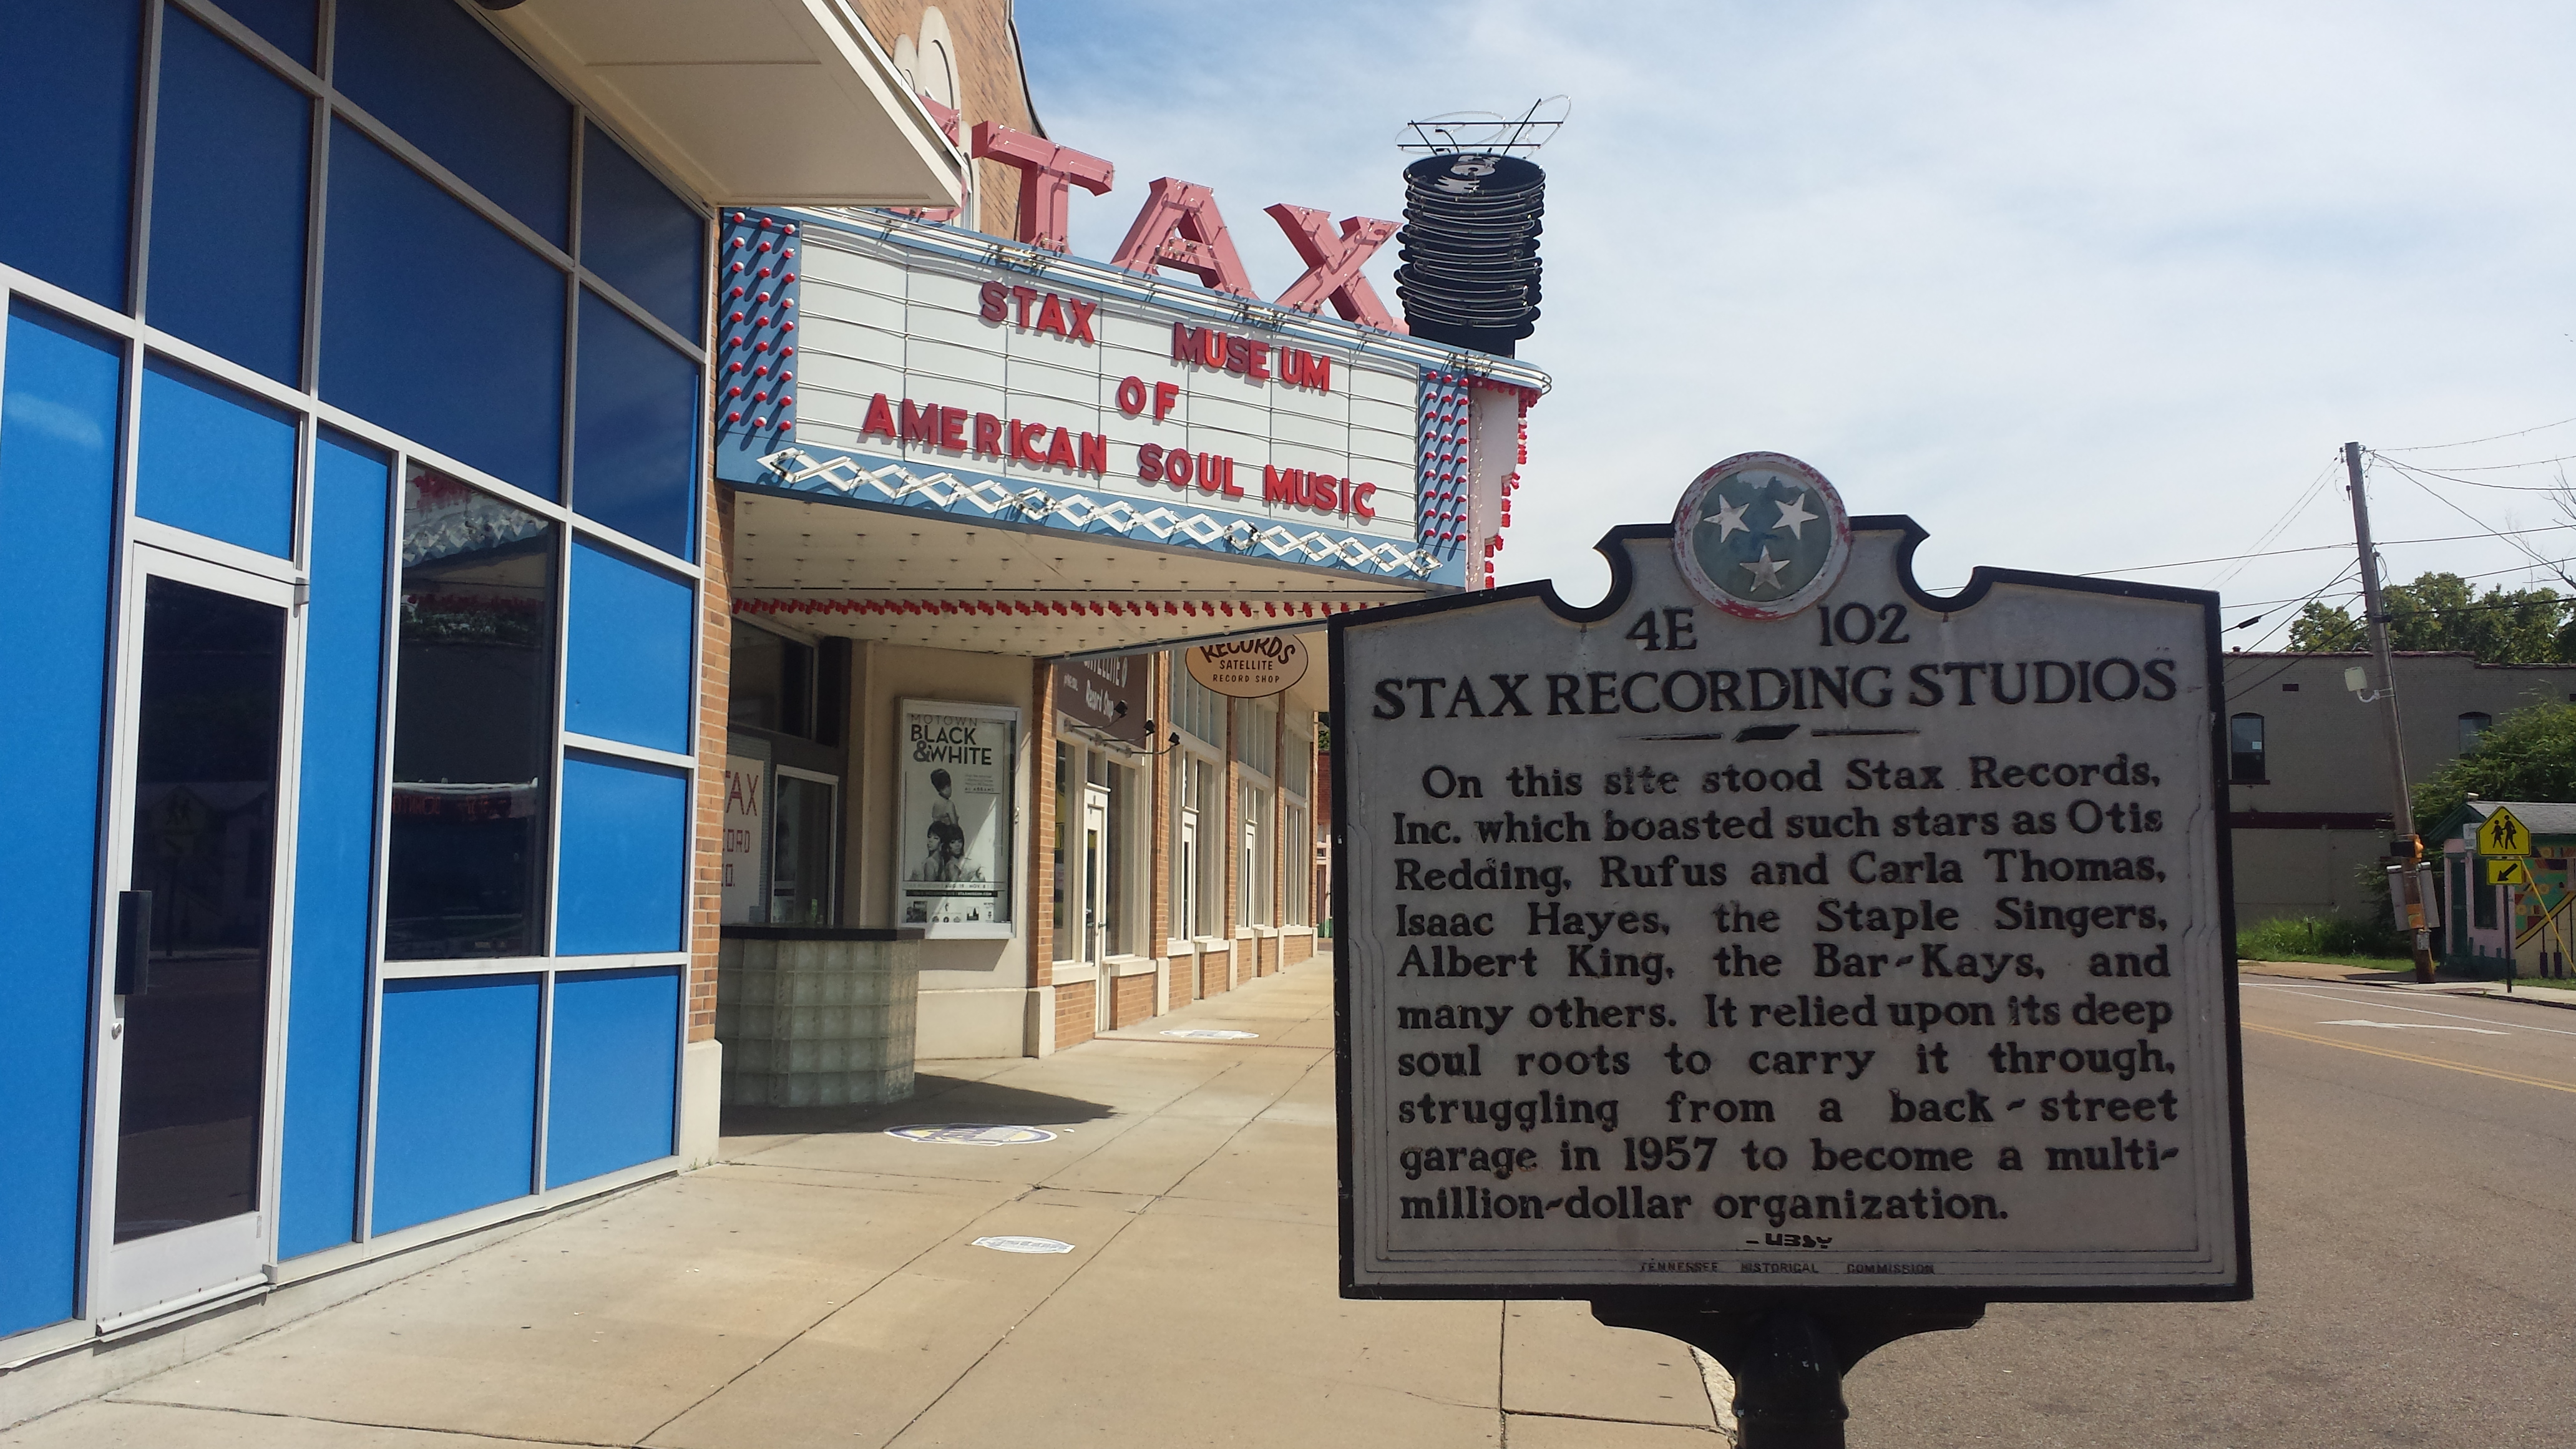 STAX
STAX MUSEUM
OF
AMERICAN SOUL MUSIC
RECORDS
SATELLITE
RECORD SHOP
Record Shop
MOTOWN
BLACK
&WHITE
TAX
4E 102
STAX RECORDING STUDIOS
On this site stood Stax Records,
Inc. which boasted such stars as Otis
Redding, Rufus and Carla Thomas,
Isaac Hayes, the Staple Singers,
Albert King, the Bar-Kays, and
many others. It relied upon its deep
soul roots to carry it through,
struggling from a back-street
garage in 1957 to become a multi-
million-dollar organization.
TENNESSEE HISTORICAL COMMISSION